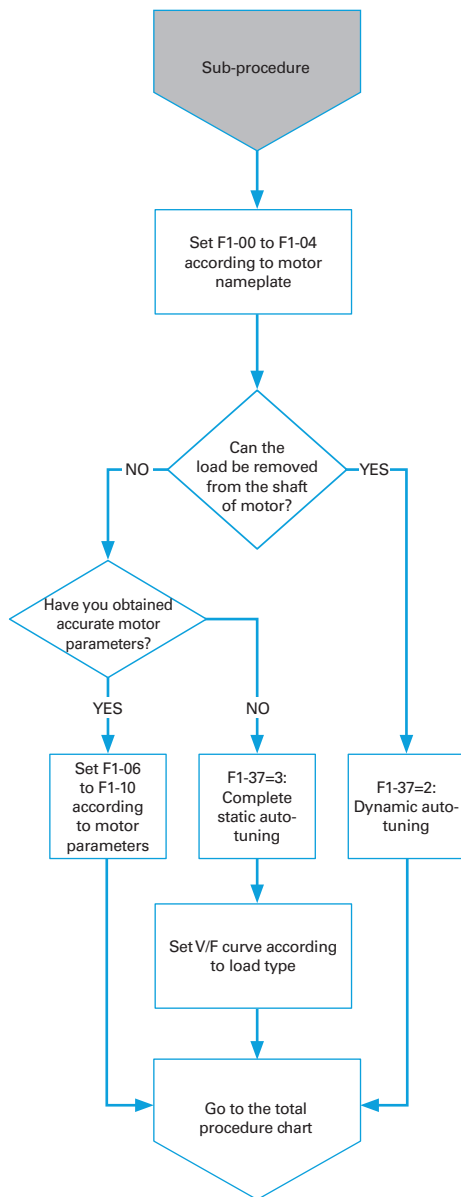 Sub-procedure
Set F1-00 to F1-04
according to motor
nameplate
Can the
load be removed
from the shaft
of motor?
NO
YES
Have you obtained
accurate motor
parameters?
YES
NO
Set F1-06
to F1-10
according
to motor
parameters
F1-37=3:
Complete
static auto-
tuning
F1-37=2:
Dynamic auto-
tuning
Set V/F curve according
to load type
Go to the total
procedure chart